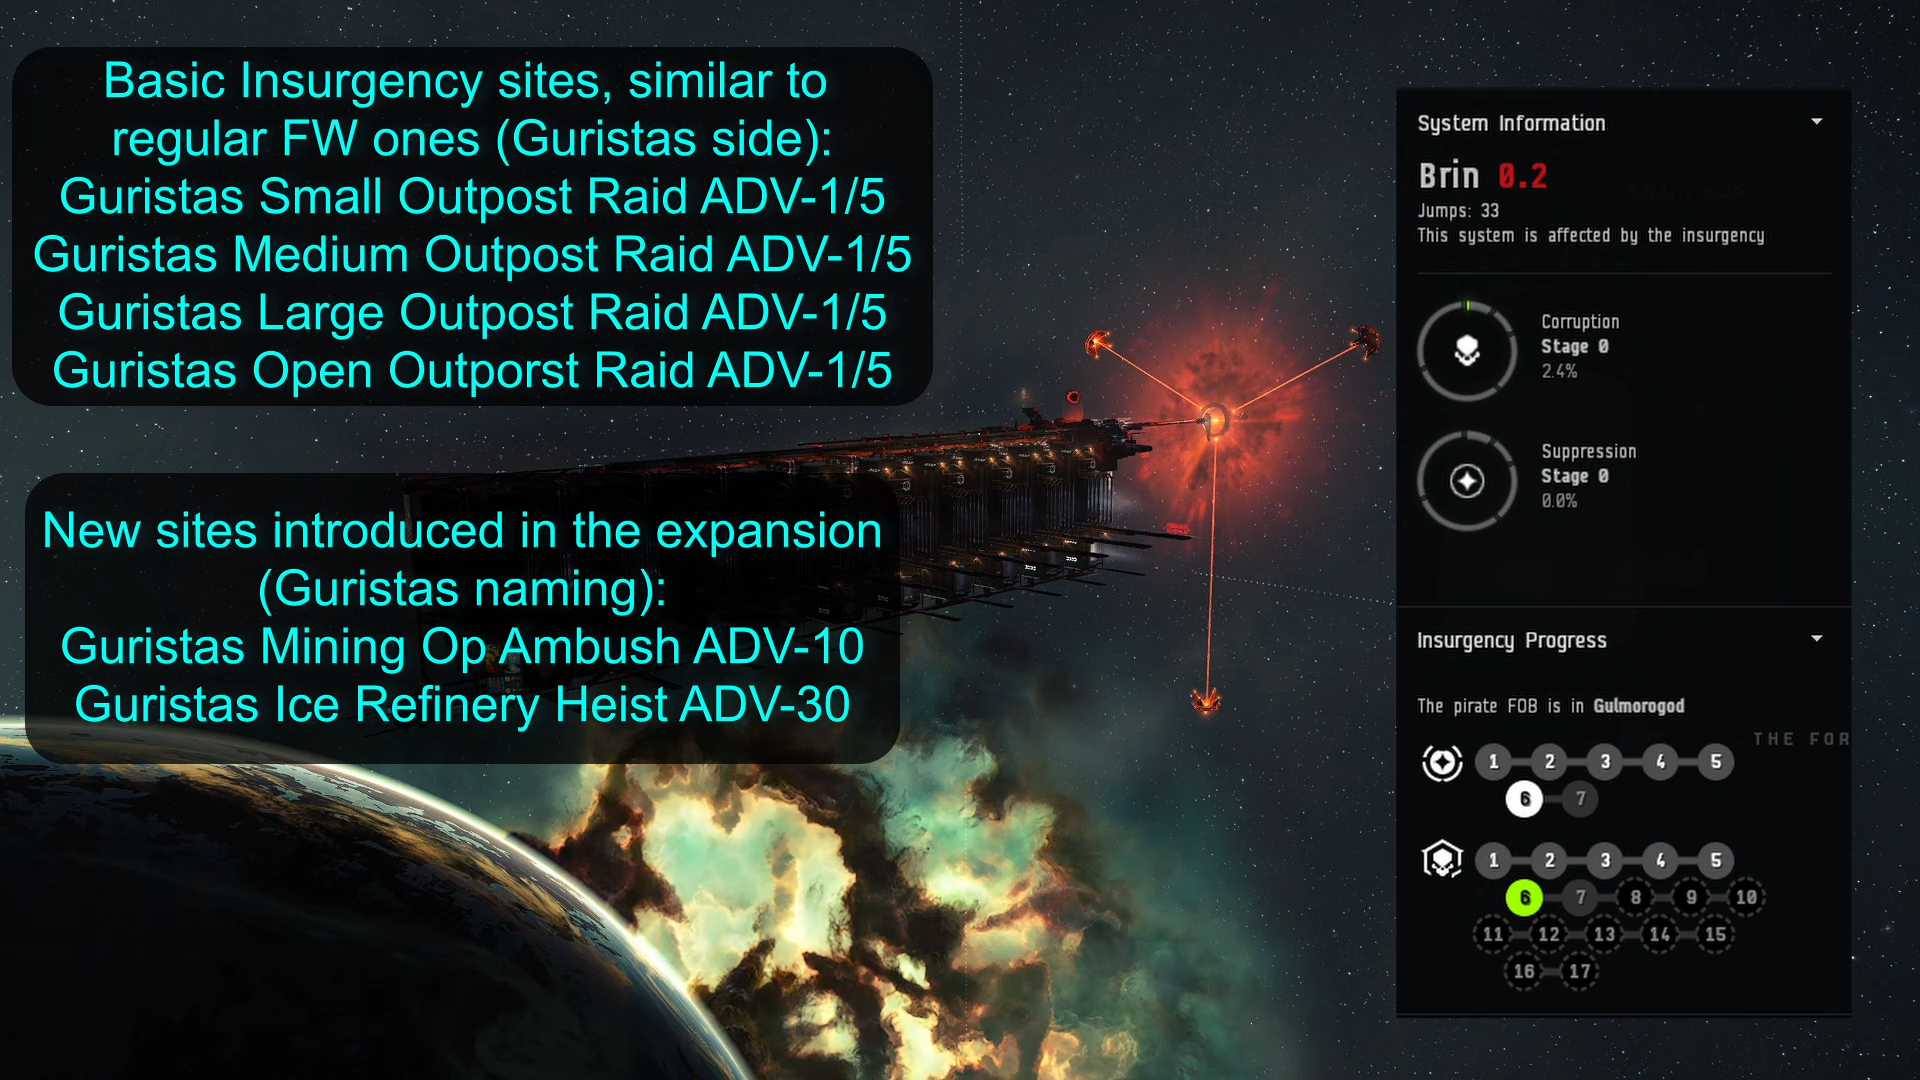 Basic Insurgency sites, similar to
regular FW ones (Guristas side):
Guristas Small Outpost Raid ADV-1/5
Guristas Medium Outpost Raid ADV-1/5
Guristas Large Outpost Raid ADV-1/5
Guristas Open Outporst Raid ADV-1/5
New sites introduced in the expansion
(Guristas naming):
Guristas Mining Op Ambush ADV-10
Guristas Ice Refinery Heist ADV-30
System Information
Brin 0.2
Jumps: 33
This system is affected by the insurgency
Corruption
Stage 0
2.4%
Suppression
Stage 0
0.0%
Insurgency Progress
The pirate FOB is in Gulmorogod
THE FOR
1 2 3 4 5
6 7
1 2 3 4 5
6 7 8 9 10
11 12 13 14 15
16 17